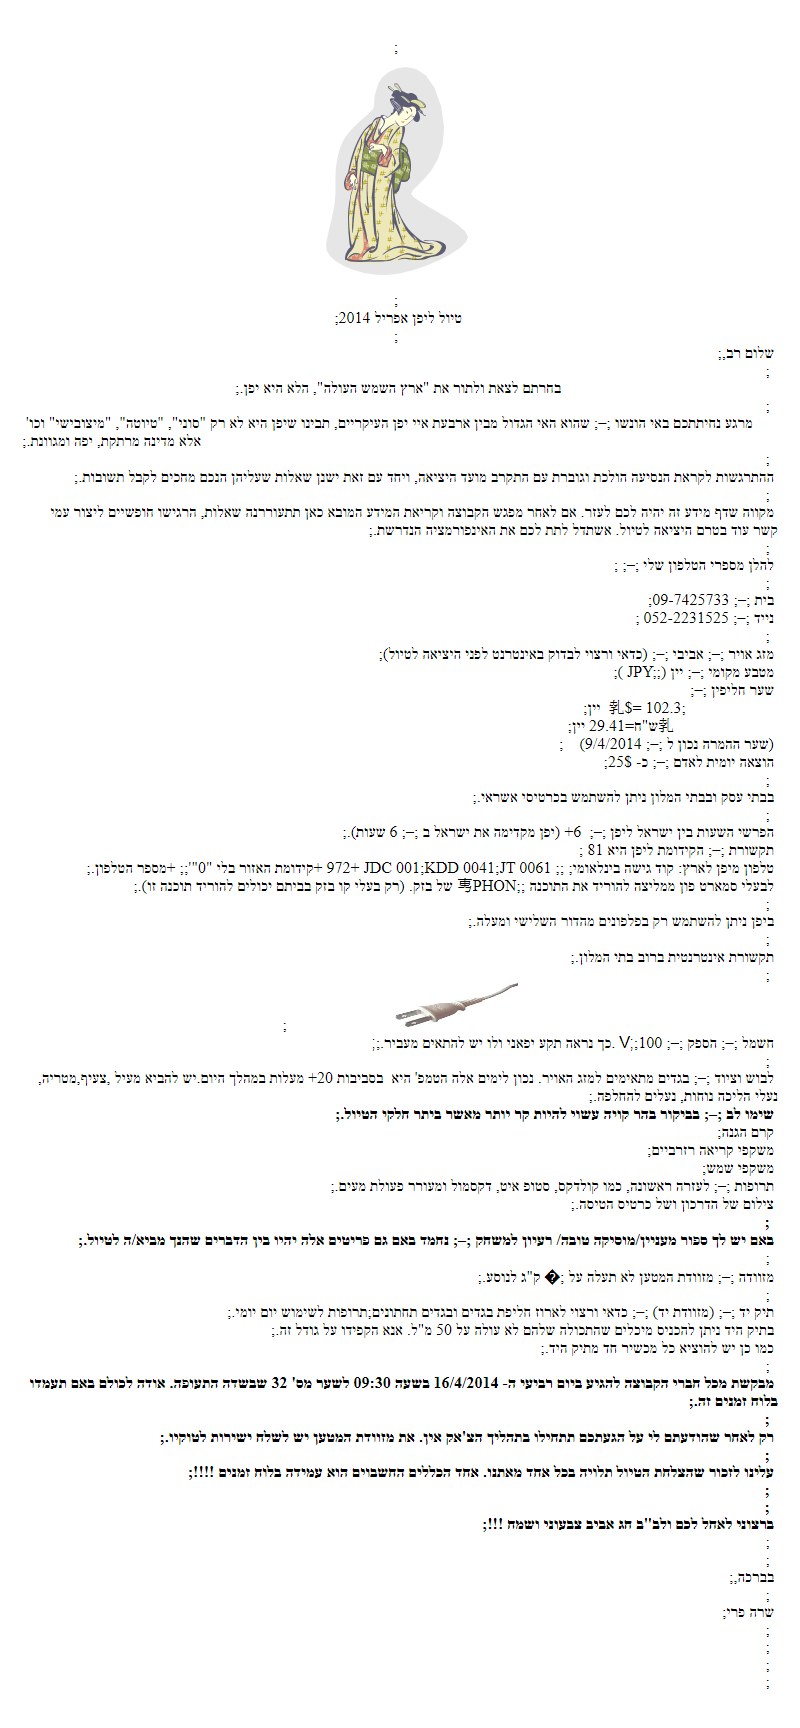 ;
;
טיול ליפן אפריל 2014;
;
שלום רב,;
;
בחרתם לצאת ולתור את "ארץ השמש העולה", הלא היא יפן.;
;
מרגע נחיתתכם באי הונשו ;–; שהוא האי הגדול מבין ארבעת איי יפן העיקריים, תבינו שיפן היא לא רק "סוני", "טיוטה", "מיצובישי" וכו'
אלא מדינה מרתקת, יפה ומגוונת.;
;
ההתרגשות לקראת הנסיעה הולכת וגוברת עם התקרב מועד היציאה, ויחד עם זאת ישנן שאלות שעליהן הנכם מחכים לקבל תשובות.;
;
מקווה שדף מידע זה יהיה לכם לעזר. אם לאחר מפגש הקבוצה וקריאת המידע המובא כאן תתעוררנה שאלות, הרגישו חופשיים ליצור עמי
קשר עוד בטרם היציאה לטיול. אשתדל לתת לכם את האינפורמציה הנדרשת.;
;
להלן מספרי הטלפון שלי ;–; ;
;
בית ;–; 09-7425733;
נייד ;–; 052-2231525 ;
;
מזג אויר ;–; אביבי ;–; (כדאי ורצוי לבדוק באינטרנט לפני היציאה לטיול);
מטבע מקומי ;–; יין (;;JPY );
שער חליפין ;–;
;102.3 =$乳 יין;
乳ש"ח=29.41 יין;
(שער ההמרה נכון ל ;–; 9/4/2014) ;
הוצאה יומית לאדם ;–; כ- 25$;
;
בבתי עסק ובבתי המלון ניתן להשתמש בכרטיסי אשראי.;
;
הפרשי השעות בין ישראל ליפן ;–; 6+ (יפן מקדימה את ישראל ב ;–; 6 שעות).;
תקשורת ;–; הקידומת ליפן היא 81 ;
טלפון מיפן לארץ: קוד גישה בינלאומי; ;; JDC 001;KDD 0041;JT 0061 +972 +קידומת האזור בלי "0"';; +מספר הטלפון.;
לבעלי סמארט פון ממליצה להוריד את התוכנה ;;PHON של בזק. (רק בעלי קו בזק בביתם יכולים להוריד תוכנה זו).;
;
ביפן ניתן להשתמש רק בפלפונים מהדור השלישי ומעלה.;
;
תקשורת אינטרנטית ברוב בתי המלון.;
;
;
חשמל ;–; הספק ;–; 100;;V .כך נראה תקע יפאני ולו יש להתאים מעביר.;;
;
לבוש וציוד ;–; בגדים מתאימים למזג האויר. נכון לימים אלה הטמפ' היא בסביבות 20+ מעלות במהלך היום.יש להביא מעיל ,צעיף,מטריה,
נעלי הליכה נוחות, נעלים להחלפה.;
שימו לב ;–; בביקור בהר קויה עשוי להיות קר יותר מאשר ביתר חלקי הטיול.;
קרם הגנה;
משקפי קריאה רזרביים;
משקפי שמש;
תרופות ;–; לעזרה ראשונה, כמו קולדקס, סטופ איט, דקסמול ומעורר פעולת מעים.;
צילום של הדרכון ושל כרטיס הטיסה.;
;
באם יש לך ספור מעניין/מוסיקה טובה/ רעיון למשחק ;–; נחמד באם גם פריטים אלה יהיו בין הדברים שהנך מביא/ה לטיול.;
;
מזוודה ;–; מזוודת המטען לא תעלה על ;� ק"ג לנוסע.;
;
תיק יד ;–; (מזוודת יד) ;–; כדאי ורצוי לארוז חליפת בגדים ובגדים תחתונים;תרופות לשימוש יום יומי.;
בתיק היד ניתן להכניס מיכלים שהתכולה שלהם לא עולה על 50 מ"ל. אנא הקפידו על גודל זה.;
כמו כן יש להוציא כל מכשיר חד מתיק היד.;
;
מבקשת מכל חברי הקבוצה להגיע ביום רביעי ה- 16/4/2014 בשעה 09:30 לשער מס' 32 שבשדה התעופה. אודה לכולם באם תעמדו
בלוח זמנים זה.;
;
רק לאחר שהודעתם לי על הגעתכם תתחילו בתהליך הצ'אק אין. את מזוודת המטען יש לשלח ישירות לטוקיו.;
;
עלינו לזכור שהצלחת הטיול תלויה בכל אחד מאתנו. אחד הכללים החשבוים הוא עמידה בלוח זמנים !!!!;
;
;
ברצוני לאחל לכם ולב"ב חג אביב צבעוני ושמח !!!;
;
;
בברכה,;
;
שרה פרי;
;
;
;
;